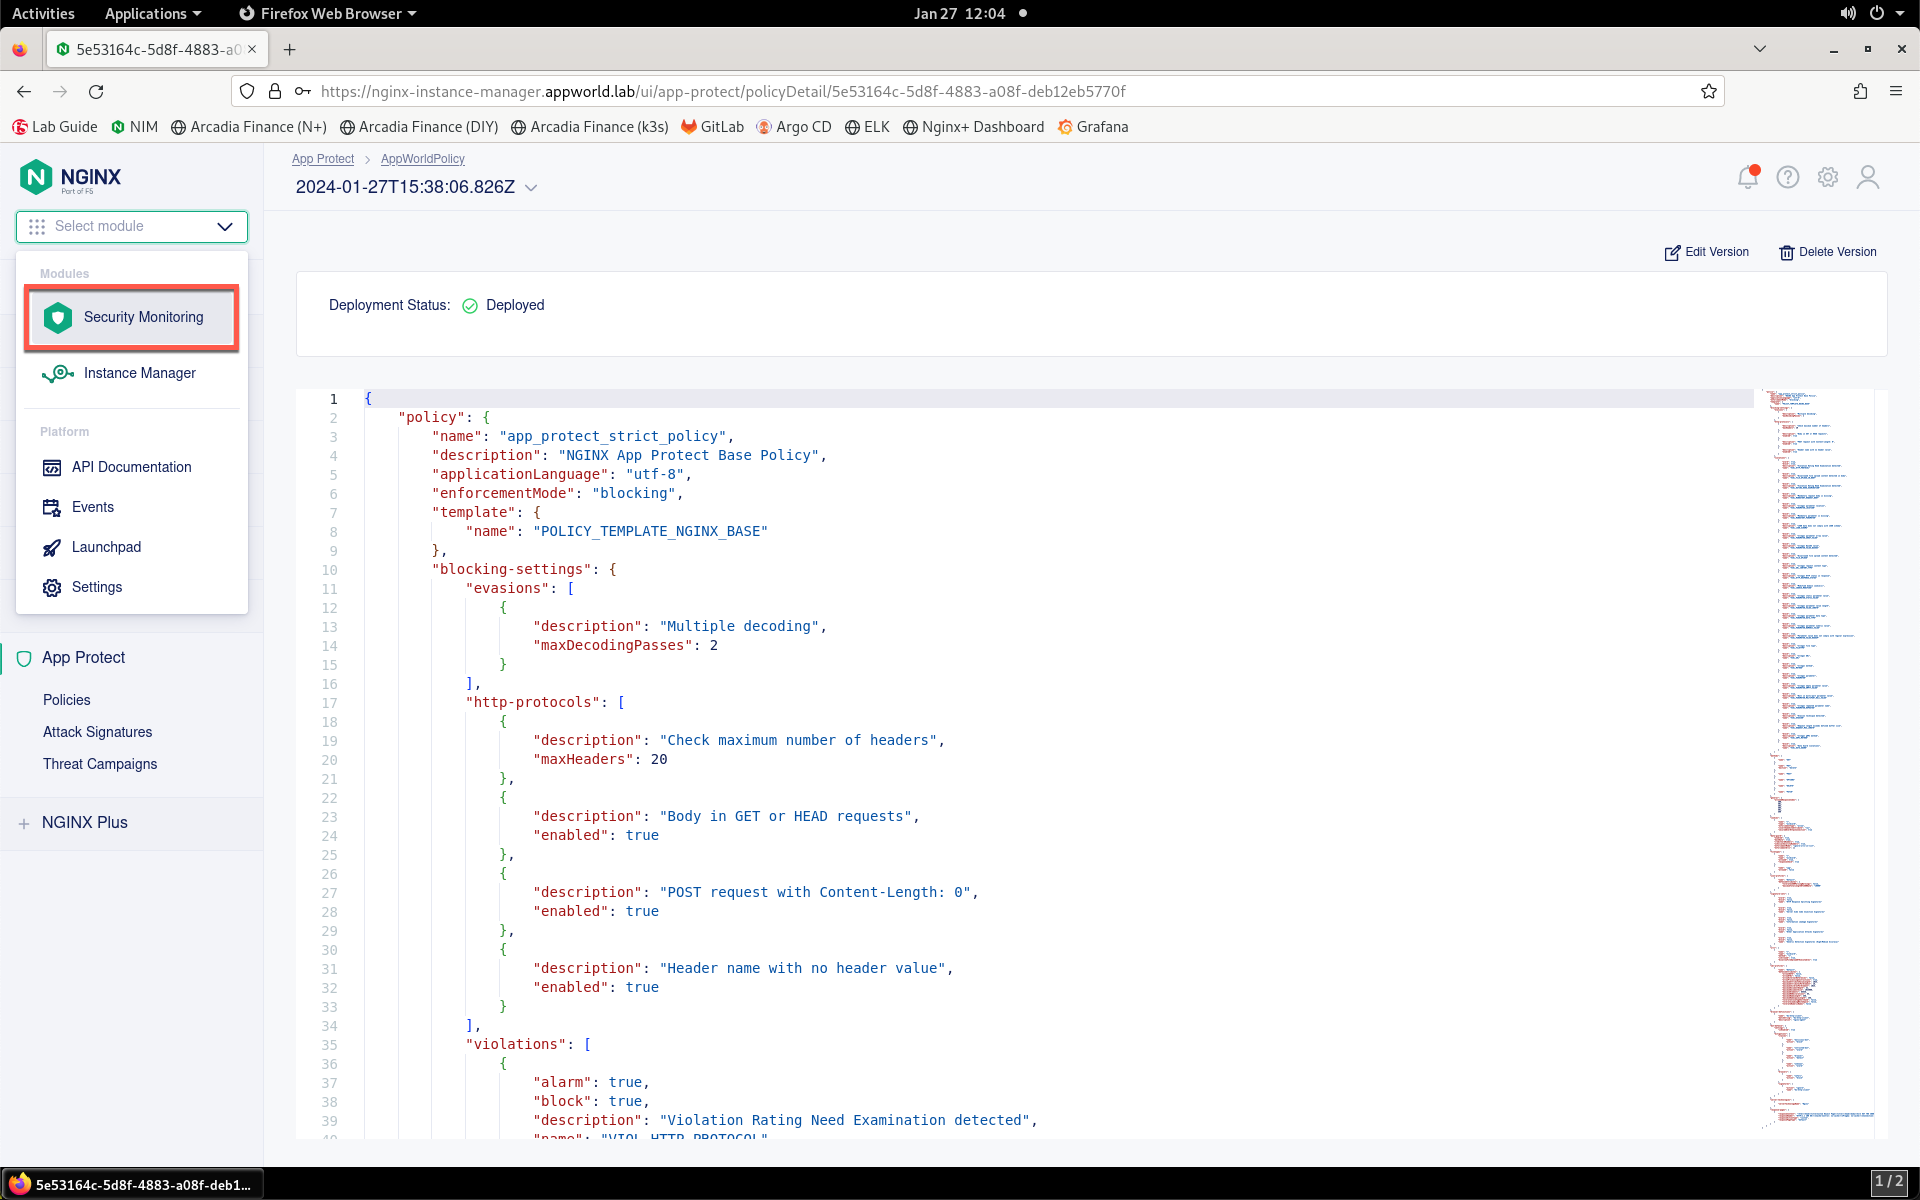 Activities Applications Firefox Web Browser Jan 27 12:04
5e53164c-5d8f-4883-a0
https://nginx-instance-manager.appworld.lab/ui/app-protect/policyDetail/5e53164c-5d8f-4883-a08f-deb12eb5770f
Lab Guide NIM Arcadia Finance (N+) Arcadia Finance (DIY) Arcadia Finance (k3s) GitLab Argo CD ELK Nginx+ Dashboard Grafana
NGINX
Part of F5
Select module
Modules
Security Monitoring
Instance Manager
Platform
API Documentation
Events
Launchpad
Settings
App Protect
Policies
Attack Signatures
Threat Campaigns
NGINX Plus
App Protect > AppWorldPolicy
2024-01-27T15:38:06.826Z
Edit Version Delete Version
Deployment Status: Deployed
1 {
2 "policy": {
3 "name": "app_protect_strict_policy",
4 "description": "NGINX App Protect Base Policy",
5 "applicationLanguage": "utf-8",
6 "enforcementMode": "blocking",
7 "template": {
8 "name": "POLICY_TEMPLATE_NGINX_BASE"
9 },
10 "blocking-settings": {
11 "evasions": [
12 {
13 "description": "Multiple decoding",
14 "maxDecodingPasses": 2
15 }
16 ],
17 "http-protocols": [
18 {
19 "description": "Check maximum number of headers",
20 "maxHeaders": 20
21 },
22 {
23 "description": "Body in GET or HEAD requests",
24 "enabled": true
25 },
26 {
27 "description": "POST request with Content-Length: 0",
28 "enabled": true
29 },
30 {
31 "description": "Header name with no header value",
32 "enabled": true
33 }
34 ],
35 "violations": [
36 {
37 "alarm": true,
38 "block": true,
39 "description": "Violation Rating Need Examination detected",
40 "name": "VIOL_HTTP_PROTOCOL"
5e53164c-5d8f-4883-a08f-deb1...
1 / 2